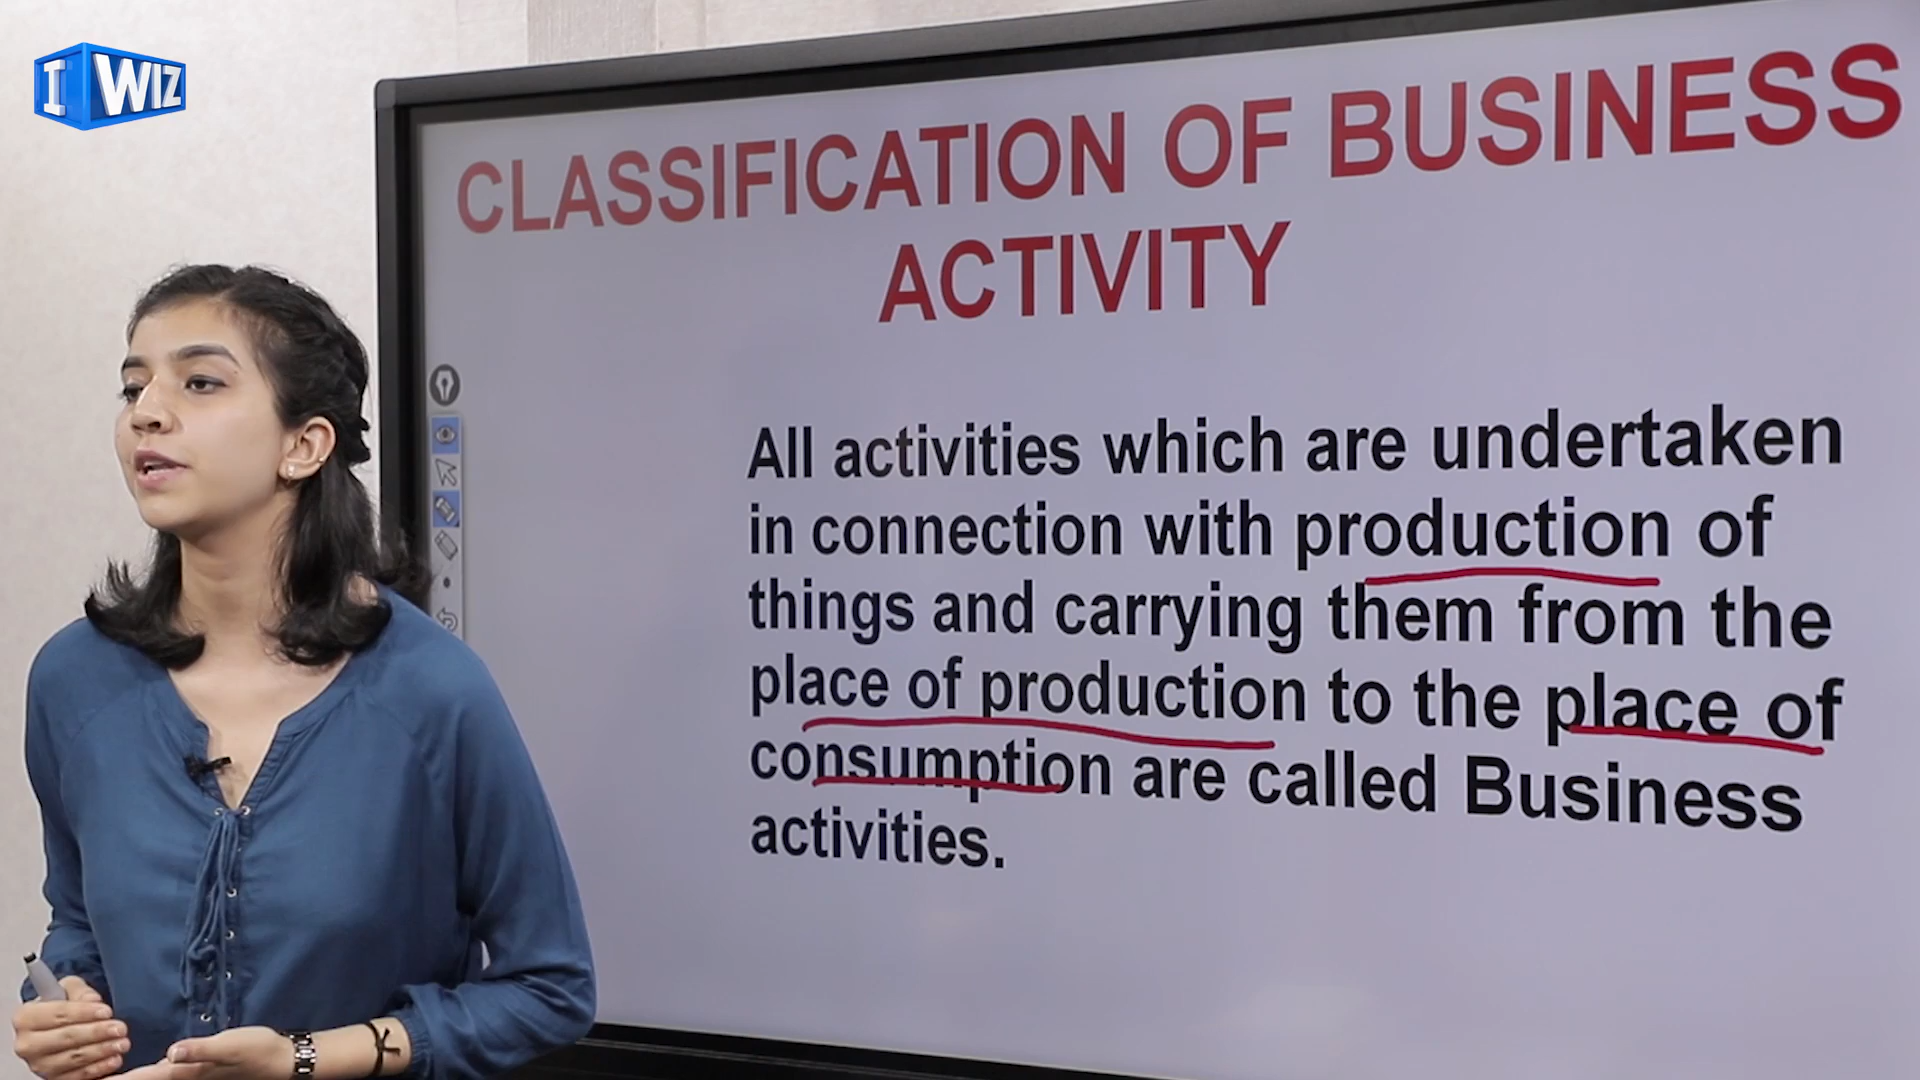 I WIZ
CLASSIFICATION OF BUSINESS
ACTIVITY
All activities which are undertaken
in connection with production of
things and carrying them from the
place of production to the place of
consumption are called Business
activities.